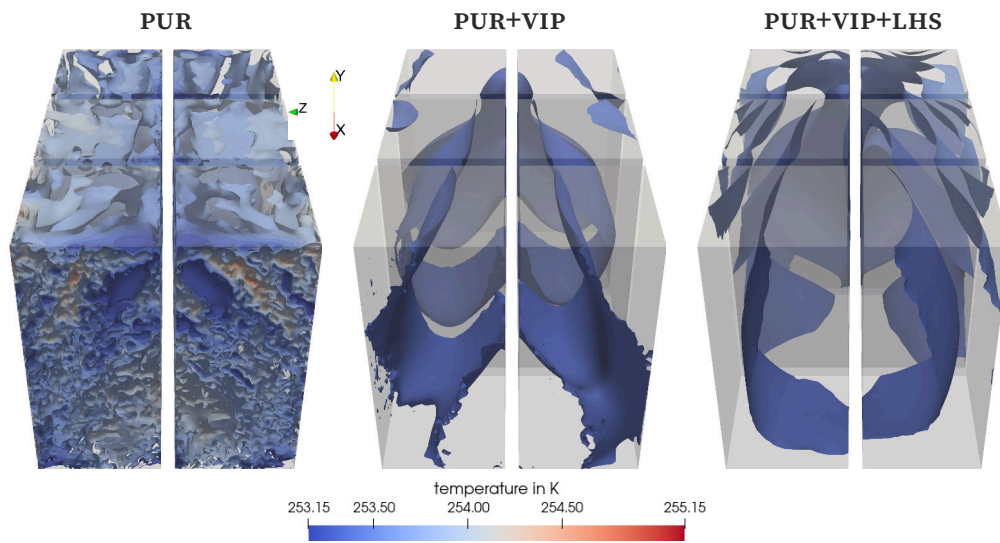 PUR PUR+VIP PUR+VIP+LHS
Y
Z
X
temperature in K
253.15 253.50 254.00 254.50 255.15